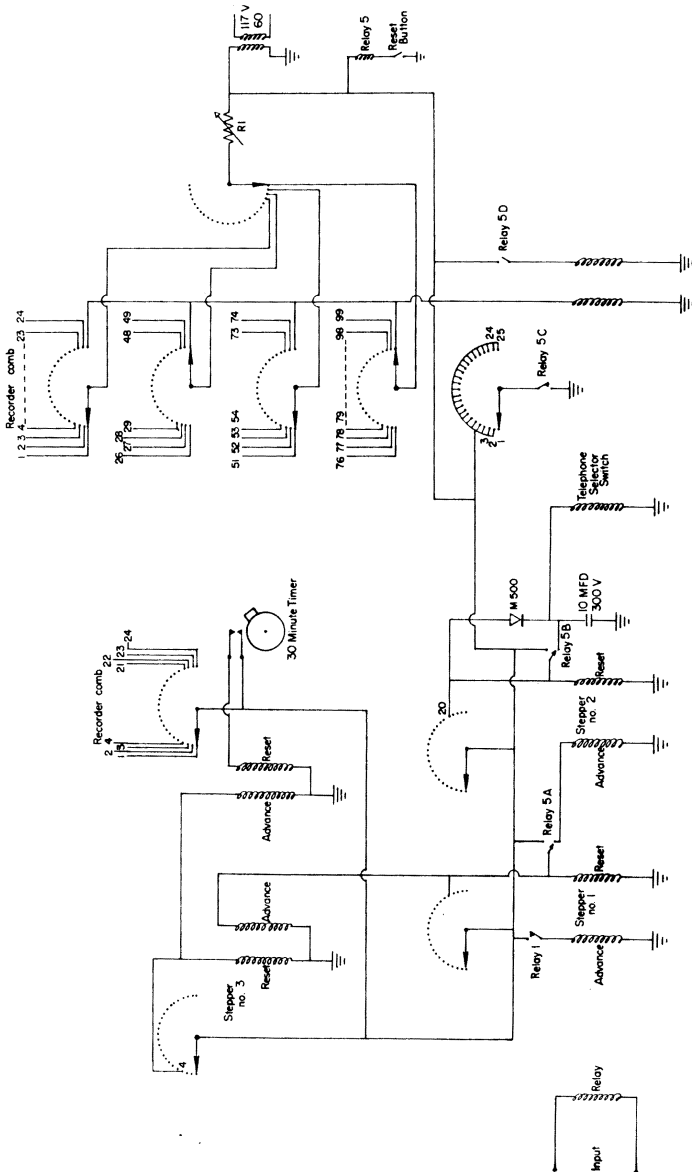 117 V
60
Relay 5
Reset
Button
R1
Relay 5 D
Recorder comb
1
2
3
4
23
24
26
27
28
29
48
49
51
52
53
54
73
74
76
77
78
79
98
99
3
2
1
24
25
Relay 5 C
Telephone
Selector
Switch
Recorder comb
2
4
1
3
21
22
23
24
30 Minute Timer
Reset
Advance
Advance
Reset
Stepper
no. 3
4
20
M 500
10 MFD
300 V
Relay 5B
Reset
Stepper
no. 2
Advance
Relay 5 A
Reset
Stepper
no. 1
Advance
Relay 1
Relay
Input